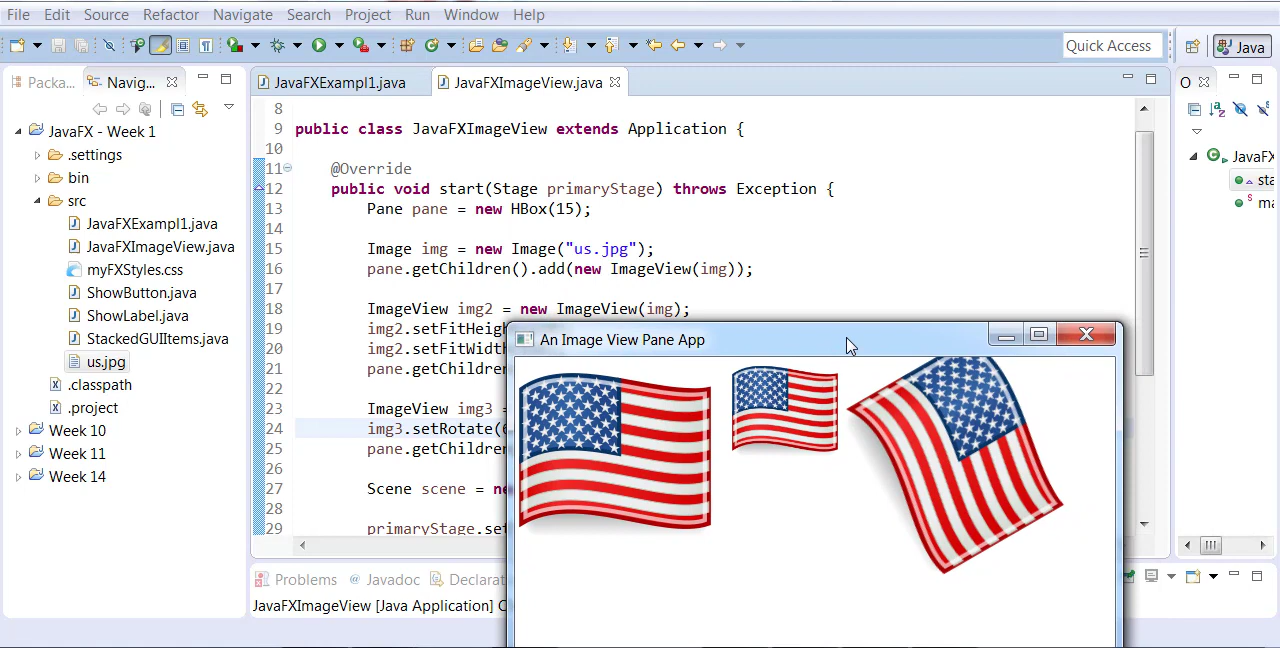 File Edit Source Refactor Navigate Search Project Run Window Help
Quick Access
Java
Packa...
Navig...
JavaFX - Week 1
.settings
bin
src
JavaFXExampl1.java
JavaFXImageView.java
myFXStyles.css
ShowButton.java
ShowLabel.java
StackedGUIItems.java
us.jpg
.classpath
.project
Week 10
Week 11
Week 14
JavaFXExampl1.java
JavaFXImageView.java
8
9 public class JavaFXImageView extends Application {
10
11 @Override
12 public void start(Stage primaryStage) throws Exception {
13 Pane pane = new HBox(15);
14
15 Image img = new Image("us.jpg");
16 pane.getChildren().add(new ImageView(img));
17
18 ImageView img2 = new ImageView(img);
19 img2.setFitHeigh
20 img2.setFitWidth
21 pane.getChildren
22
23 ImageView img3 =
24 img3.setRotate(
25 pane.getChildren
26
27 Scene scene = ne
28
29 primaryStage.set
An Image View Pane App
Problems @ Javadoc Declarat
JavaFXImageView [Java Application] C
O
JavaFX
sta
ma